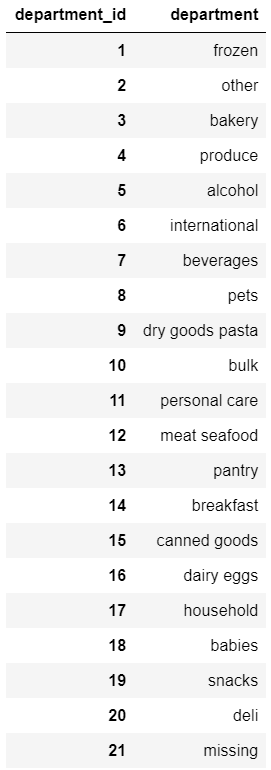 department_id department
1 frozen
2 other
3 bakery
4 produce
5 alcohol
6 international
7 beverages
8 pets
9 dry goods pasta
10 bulk
11 personal care
12 meat seafood
13 pantry
14 breakfast
15 canned goods
16 dairy eggs
17 household
18 babies
19 snacks
20 deli
21 missing